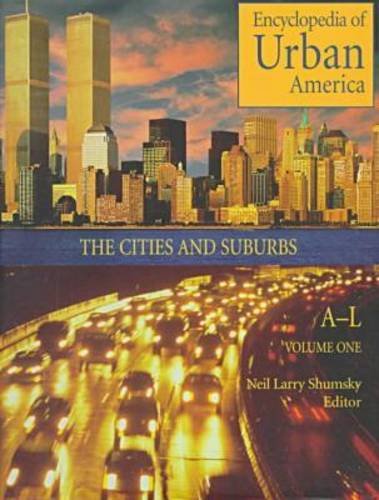 Encyclopedia of
Urban
America
THE CITIES AND SUBURBS
A–L
VOLUME ONE
Neil Larry Shumsky
Editor